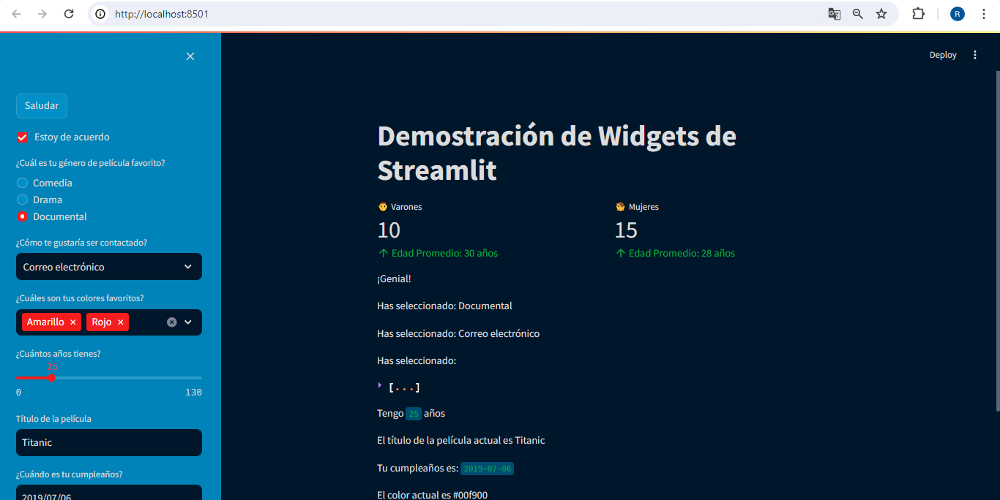 http://localhost:8501
R
Deploy
Saludar
Estoy de acuerdo
¿Cuál es tu género de película favorito?
Comedia
Drama
Documental
¿Cómo te gustaría ser contactado?
Correo electrónico
¿Cuáles son tus colores favoritos?
Amarillo × Rojo ×
¿Cuántos años tienes?
25
0 130
Título de la película
Titanic
¿Cuándo es tu cumpleaños?
2019/07/06
Demostración de Widgets de
Streamlit
Varones
10
Edad Promedio: 30 años
Mujeres
15
Edad Promedio: 28 años
¡Genial!
Has seleccionado: Documental
Has seleccionado: Correo electrónico
Has seleccionado:
[...]
Tengo 25 años
El título de la película actual es Titanic
Tu cumpleaños es: 2019-07-06
El color actual es #00f900